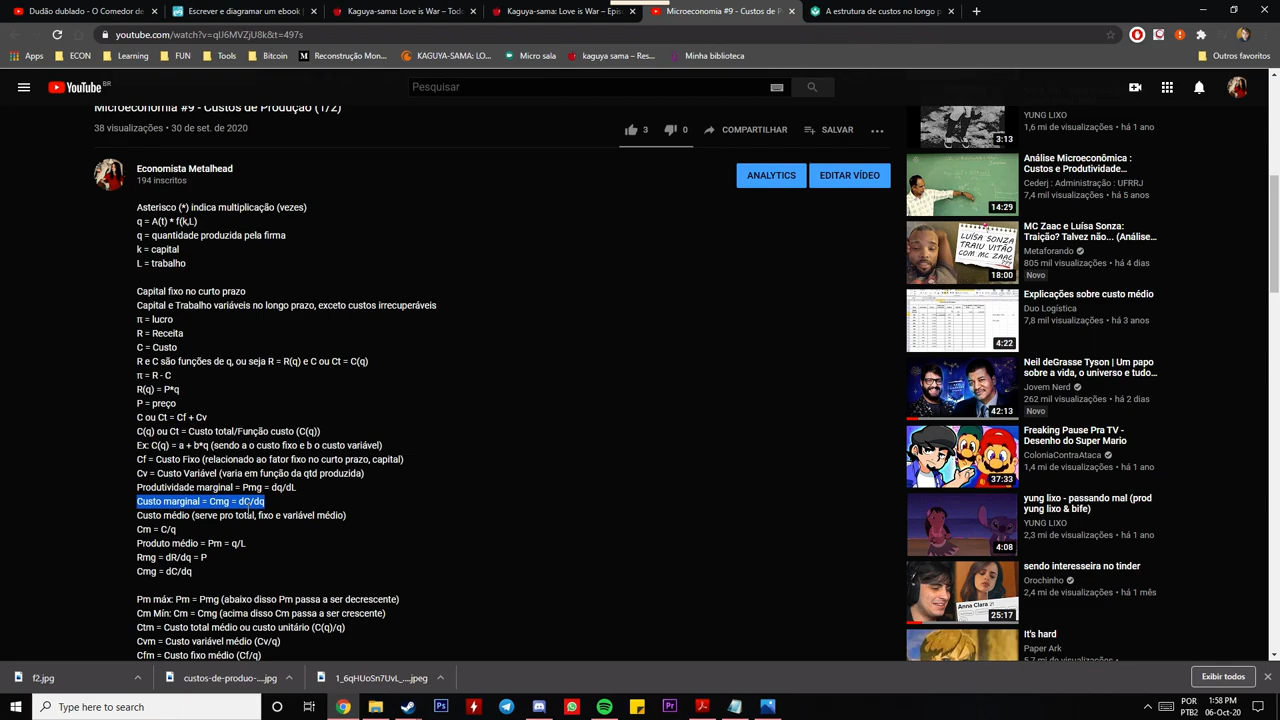 Dudão dublado - O Comedor de
Escrever e diagramar um ebook
Kaguya-sama: Love is War – Todo
Kaguya-sama: Love is War – Epis
Microeconomia #9 - Custos de P
A estrutura de custos no longo p
youtube.com/watch?v=qU6MVZjU8k&t=497s
Apps
ECON
Learning
FUN
Tools
Bitcoin
Reconstrução Mon...
KAGUYA-SAMA: LO...
Micro sala
kaguya sama – Res...
Minha biblioteca
Outros favoritos
YouTube BR
Pesquisar
Microeconomia #9 - Custos de Produção (1/2)
38 visualizações • 30 de set. de 2020
3
0
COMPARTILHAR
SALVAR
Economista Metalhead
194 inscritos
ANALYTICS
EDITAR VÍDEO
Asterisco (*) indica multiplicação (vezes)
q = A(t) * f(k,L)
q = quantidade produzida pela firma
k = capital
L = trabalho
Capital fixo no curto prazo
Capital e Trabalho variam no longo prazo, exceto custos irrecuperáveis
π = lucro
R = Receita
C = Custo
R e C são funções de q, ou seja R = R(q) e C ou Ct = C(q)
π = R - C
R(q) = P*q
P = preço
C ou Ct = Cf + Cv
C(q) ou Ct = Custo total/Função custo (C(q))
Ex: C(q) = a + b*q (sendo a o custo fixo e b o custo variável)
Cf = Custo Fixo (relacionado ao fator fixo no curto prazo, capital)
Cv = Custo Variável (varia em função da qtd produzida)
Produtividade marginal = Pmg = dq/dL
Custo marginal = Cmg = dC/dq
Custo médio (serve pro total, fixo e variável médio)
Cm = C/q
Produto médio = Pm = q/L
Rmg = dR/dq = P
Cmg = dC/dq
Pm máx: Pm = Pmg (abaixo disso Pm passa a ser decrescente)
Cm Mín: Cm = Cmg (acima disso Cm passa a ser crescente)
Ctm = Custo total médio ou custo unitário (C(q)/q)
Cvm = Custo variável médio (Cv/q)
Cfm = Custo fixo médio (Cf/q)
YUNG LIXO
1,6 mi de visualizações • há 1 ano
3:13
Análise Microeconômica :
Custos e Produtividade...
Cederj : Administração : UFRRJ
7,4 mil visualizações • há 5 anos
14:29
MC Zaac e Luísa Sonza:
Traição? Talvez não... (Análise...
Metaforando
805 mil visualizações • há 4 dias
Novo
LUÍSA SONZA
TRAIU VITÃO
COM MC ZAAC
???
18:00
Explicações sobre custo médio
Duo Logística
7,8 mil visualizações • há 3 anos
4:22
Neil deGrasse Tyson | Um papo
sobre a vida, o universo e tudo...
Jovem Nerd
262 mil visualizações • há 2 dias
Novo
42:13
Freaking Pause Pra TV -
Desenho do Super Mario
ColoniaContraAtaca
1,4 mi de visualizações • há 1 ano
37:33
yung lixo - passando mal (prod
yung lixo & bife)
YUNG LIXO
2,3 mi de visualizações • há 1 ano
4:08
sendo interesseira no tinder
Orochinho
2,4 mi de visualizações • há 1 mês
Anna Clara 21
25:17
It's hard
Paper Ark
5,7 mi de visualizações
f2.jpg
custos-de-produo-....jpg
1_6qHU0Cln7UvL_....jpeg
Exibir todos
Type here to search
POR
PTB2
1:58 PM
06-Oct-20